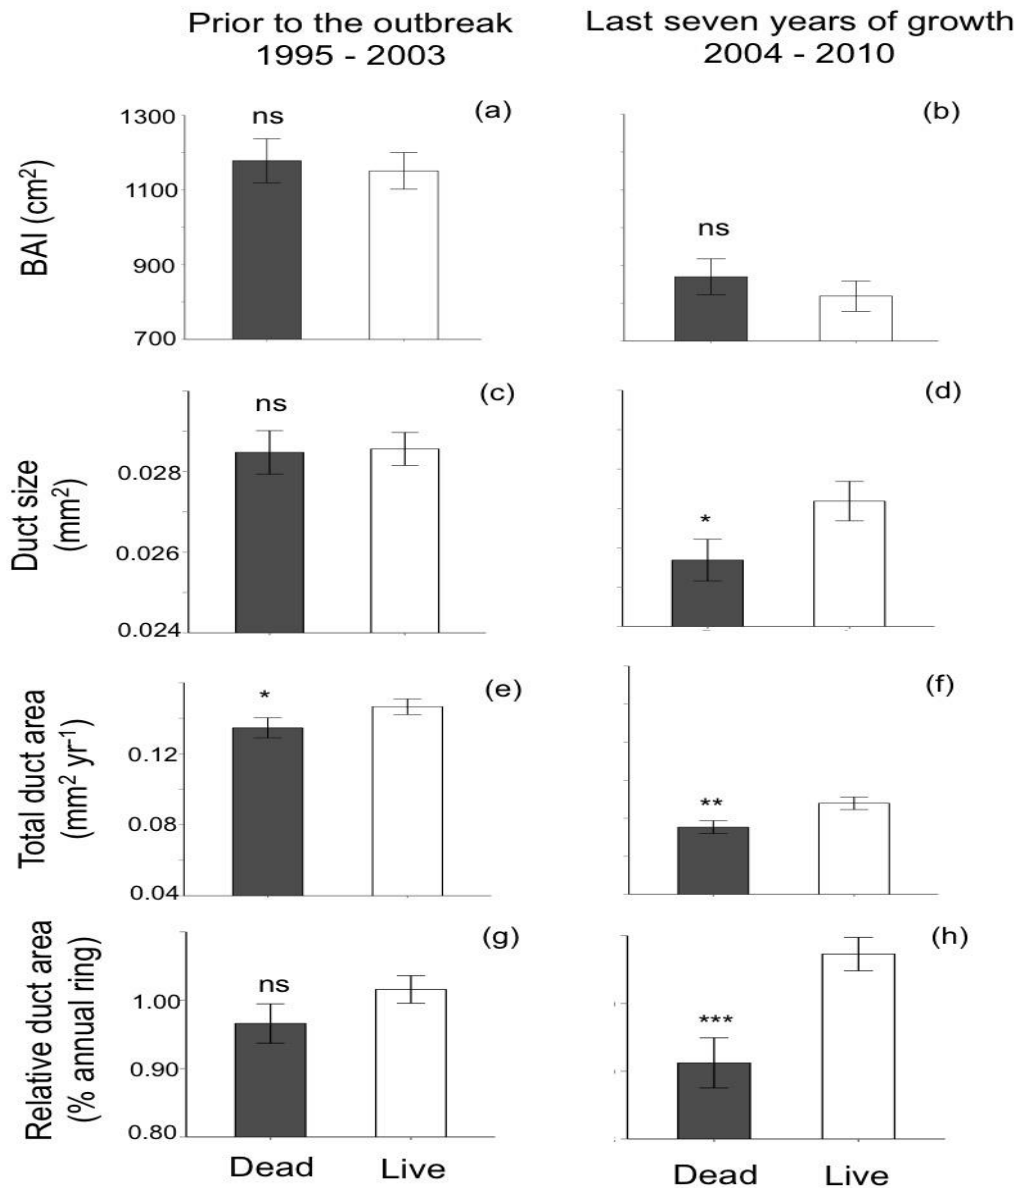 Prior to the outbreak
1995 - 2003
Last seven years of growth
2004 - 2010
BAI (cm²)
1300
1100
900
700
ns
(a)
ns
(b)
Duct size
(mm²)
0.028
0.026
0.024
ns
(c)
*
(d)
Total duct area
(mm² yr⁻¹)
0.12
0.08
0.04
*
(e)
**
(f)
Relative duct area
(% annual ring)
1.00
0.90
0.80
ns
(g)
***
(h)
Dead
Live
Dead
Live